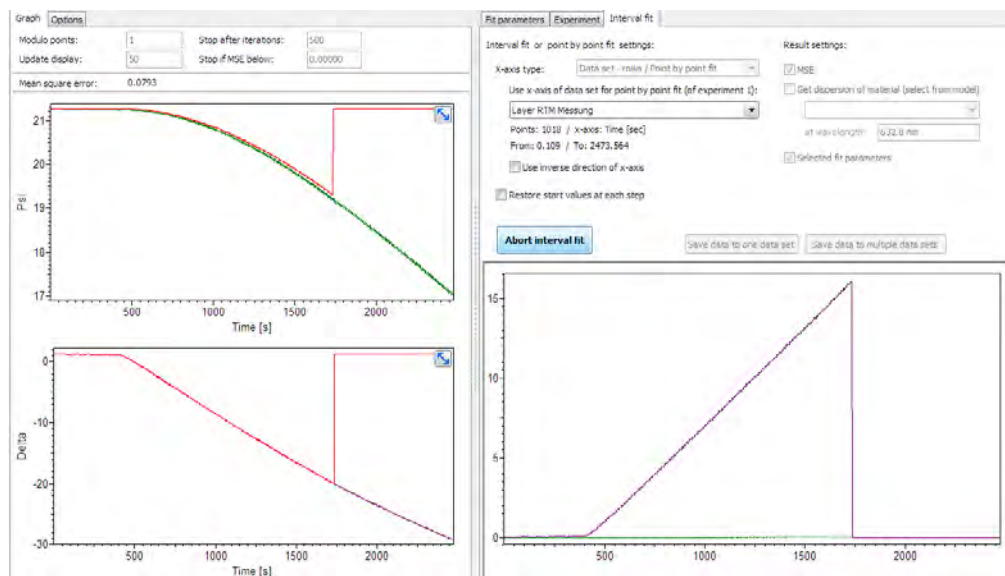 Graph Options
Modulo points: 1 Stop after iterations: 500
Update display: 50 Stop if MSE below: 0.00000
Mean square error: 0.0793
21
20
19
18
17
Psi
500 1000 1500 2000
Time [s]
0
-10
-20
-30
Delta
500 1000 1500 2000
Time [s]
Fit parameters Experiment Interval fit
Interval fit or point by point fit settings:
X-axis type: Data set - rows / Point by point fit
Use x-axis of data set for point by point fit (of experiment 1):
Layer RTM Messung
Points: 1018 / x-axis: Time [sec]
From: 0.109 / To: 2473.564
Use inverse direction of x-axis
Restore start values at each step
Result settings:
MSE
Get dispersion of material (select from model)
at wavelength: 632.8 nm
Selected fit parameters
Abort interval fit
Save data to one data set Save data to multiple data sets
15
10
5
0
500 1000 1500 2000